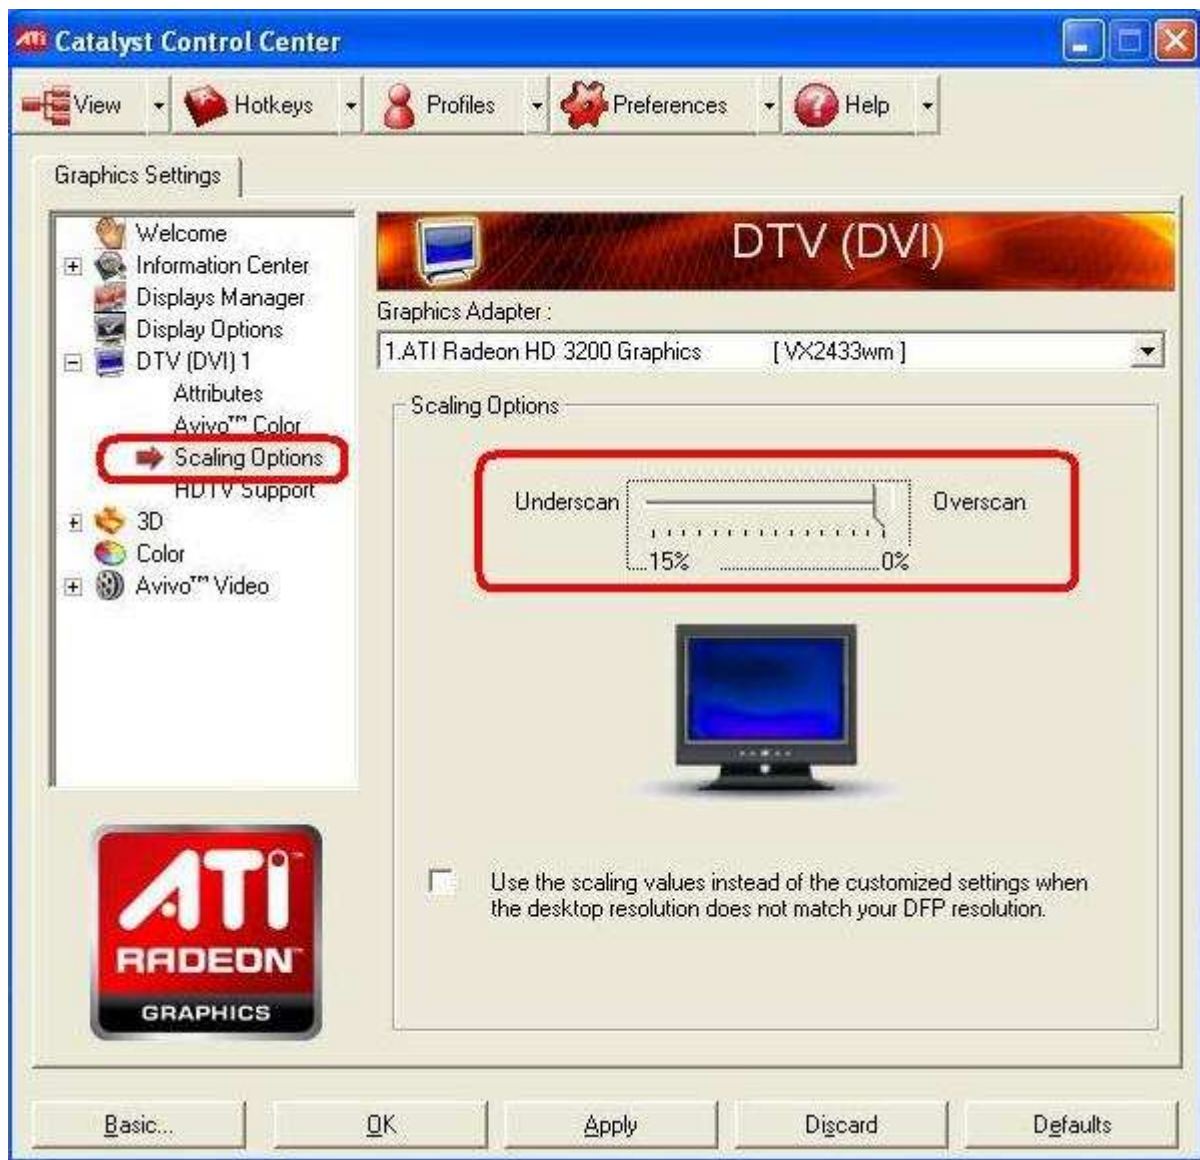 ATI Catalyst Control Center
View Hotkeys Profiles Preferences Help
Graphics Settings
Welcome
Information Center
Displays Manager
Display Options
DTV (DVI) 1
Attributes
Avivo™ Color
Scaling Options
HDTV Support
3D
Color
Avivo™ Video
ATI
RADEON™
GRAPHICS
DTV (DVI)
Graphics Adapter :
1.ATI Radeon HD 3200 Graphics [ VX2433wm ]
Scaling Options
Underscan Overscan
15% 0%
Use the scaling values instead of the customized settings when
the desktop resolution does not match your DFP resolution.
Basic... OK Apply Discard Defaults